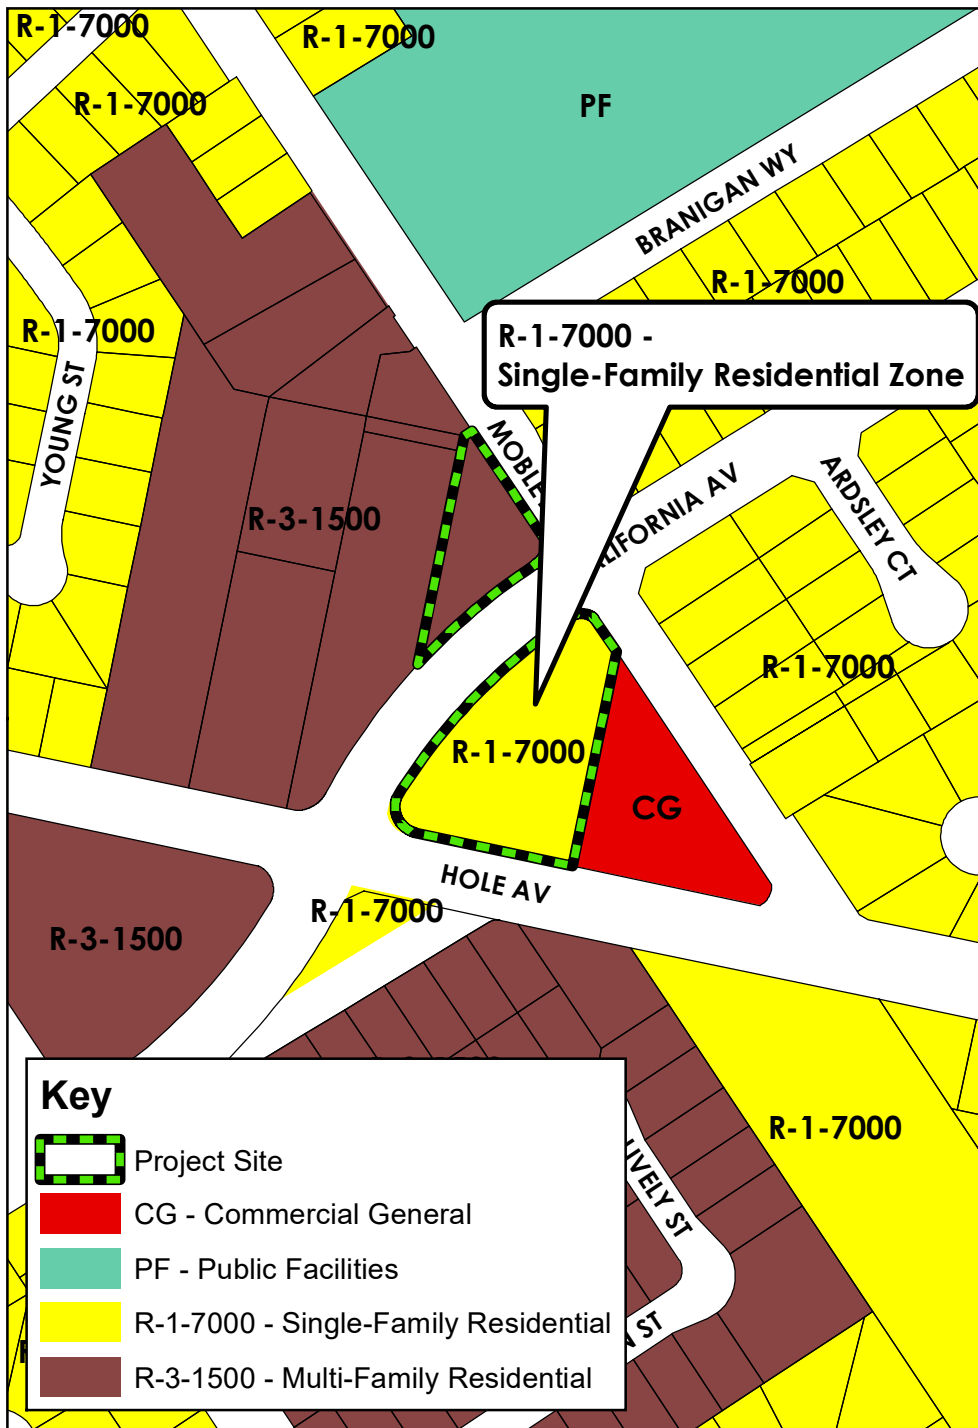 R-1-7000
R-1-7000
R-1-7000
PF
BRANIGAN WY
R-1-7000
R-1-7000
YOUNG ST
R-1-7000 -
Single-Family Residential Zone
R-3-1500
ARDSLEY CT
R-1-7000
R-1-7000
CG
HOLE AV
R-1-7000
R-3-1500
R-1-7000
Key
Project Site
CG - Commercial General
PF - Public Facilities
R-1-7000 - Single-Family Residential
R-3-1500 - Multi-Family Residential